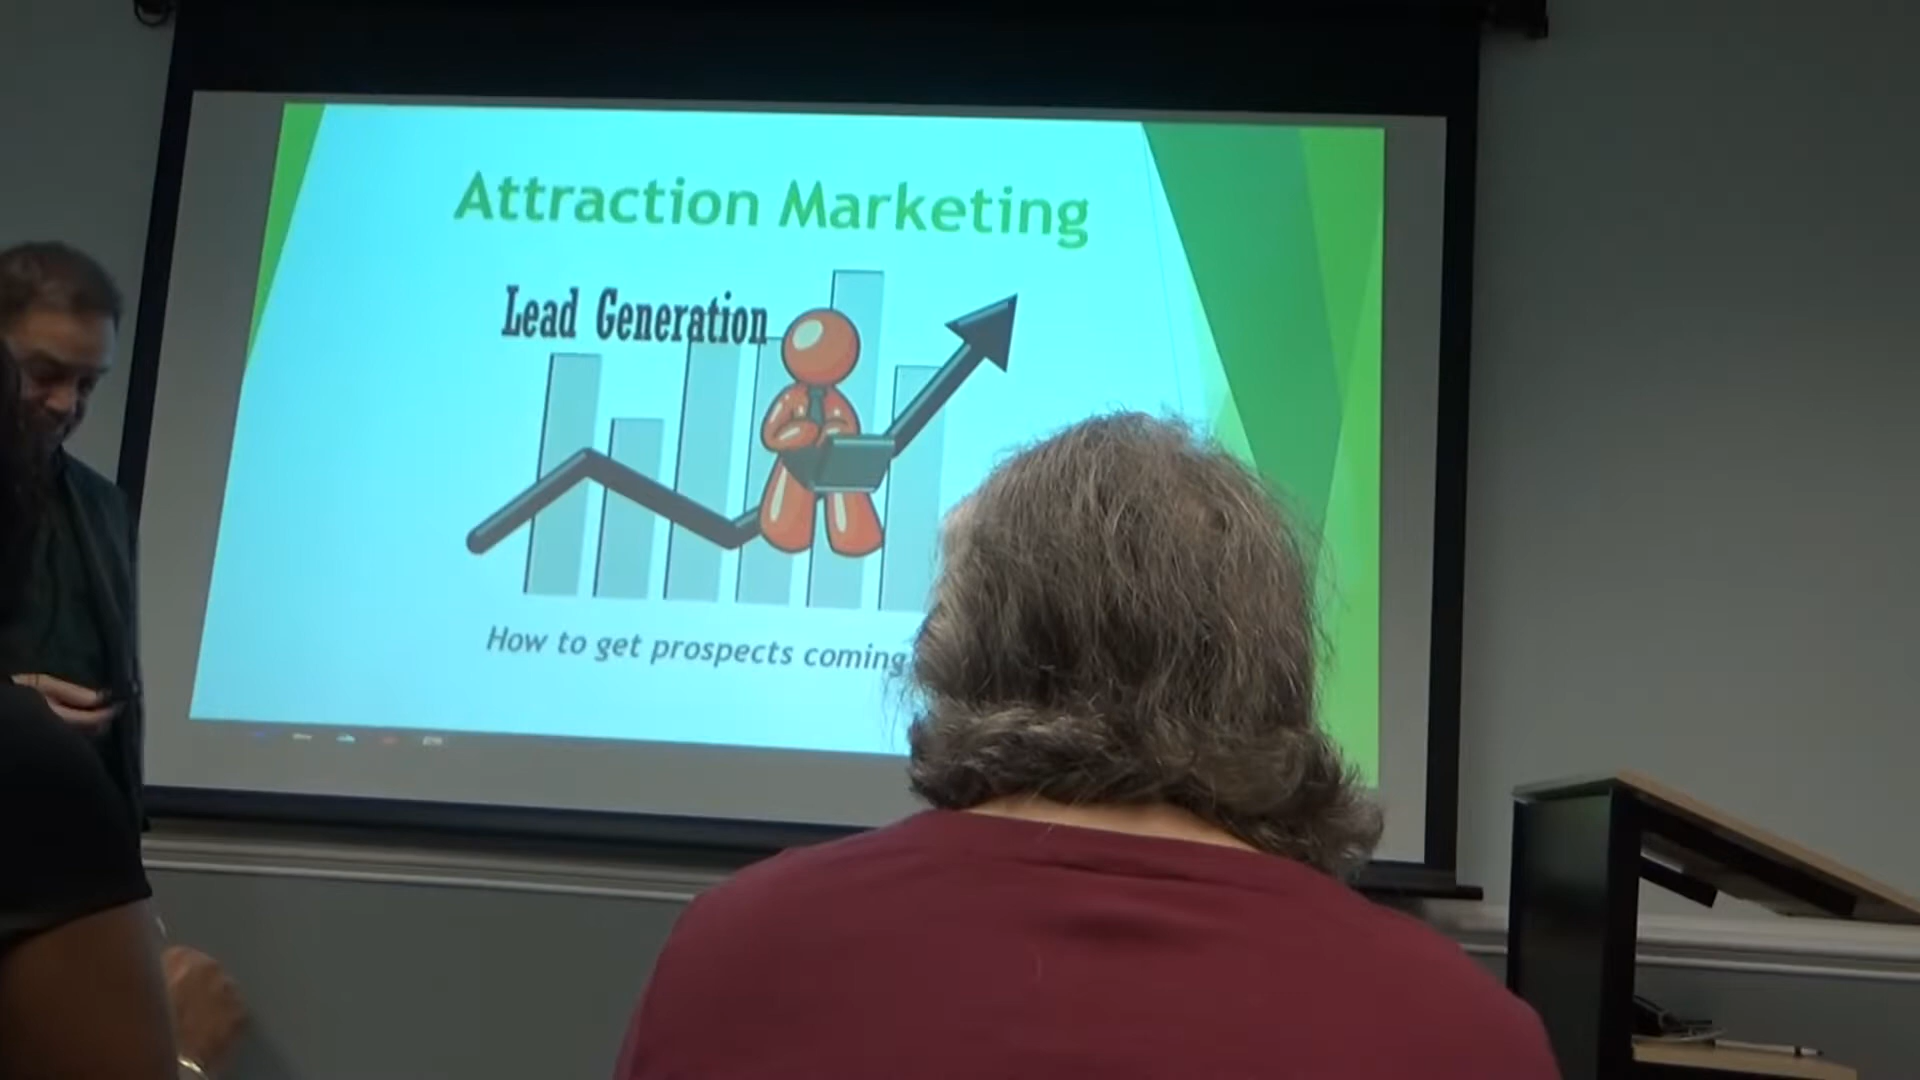 Attraction Marketing
Lead Generation
How to get prospects coming